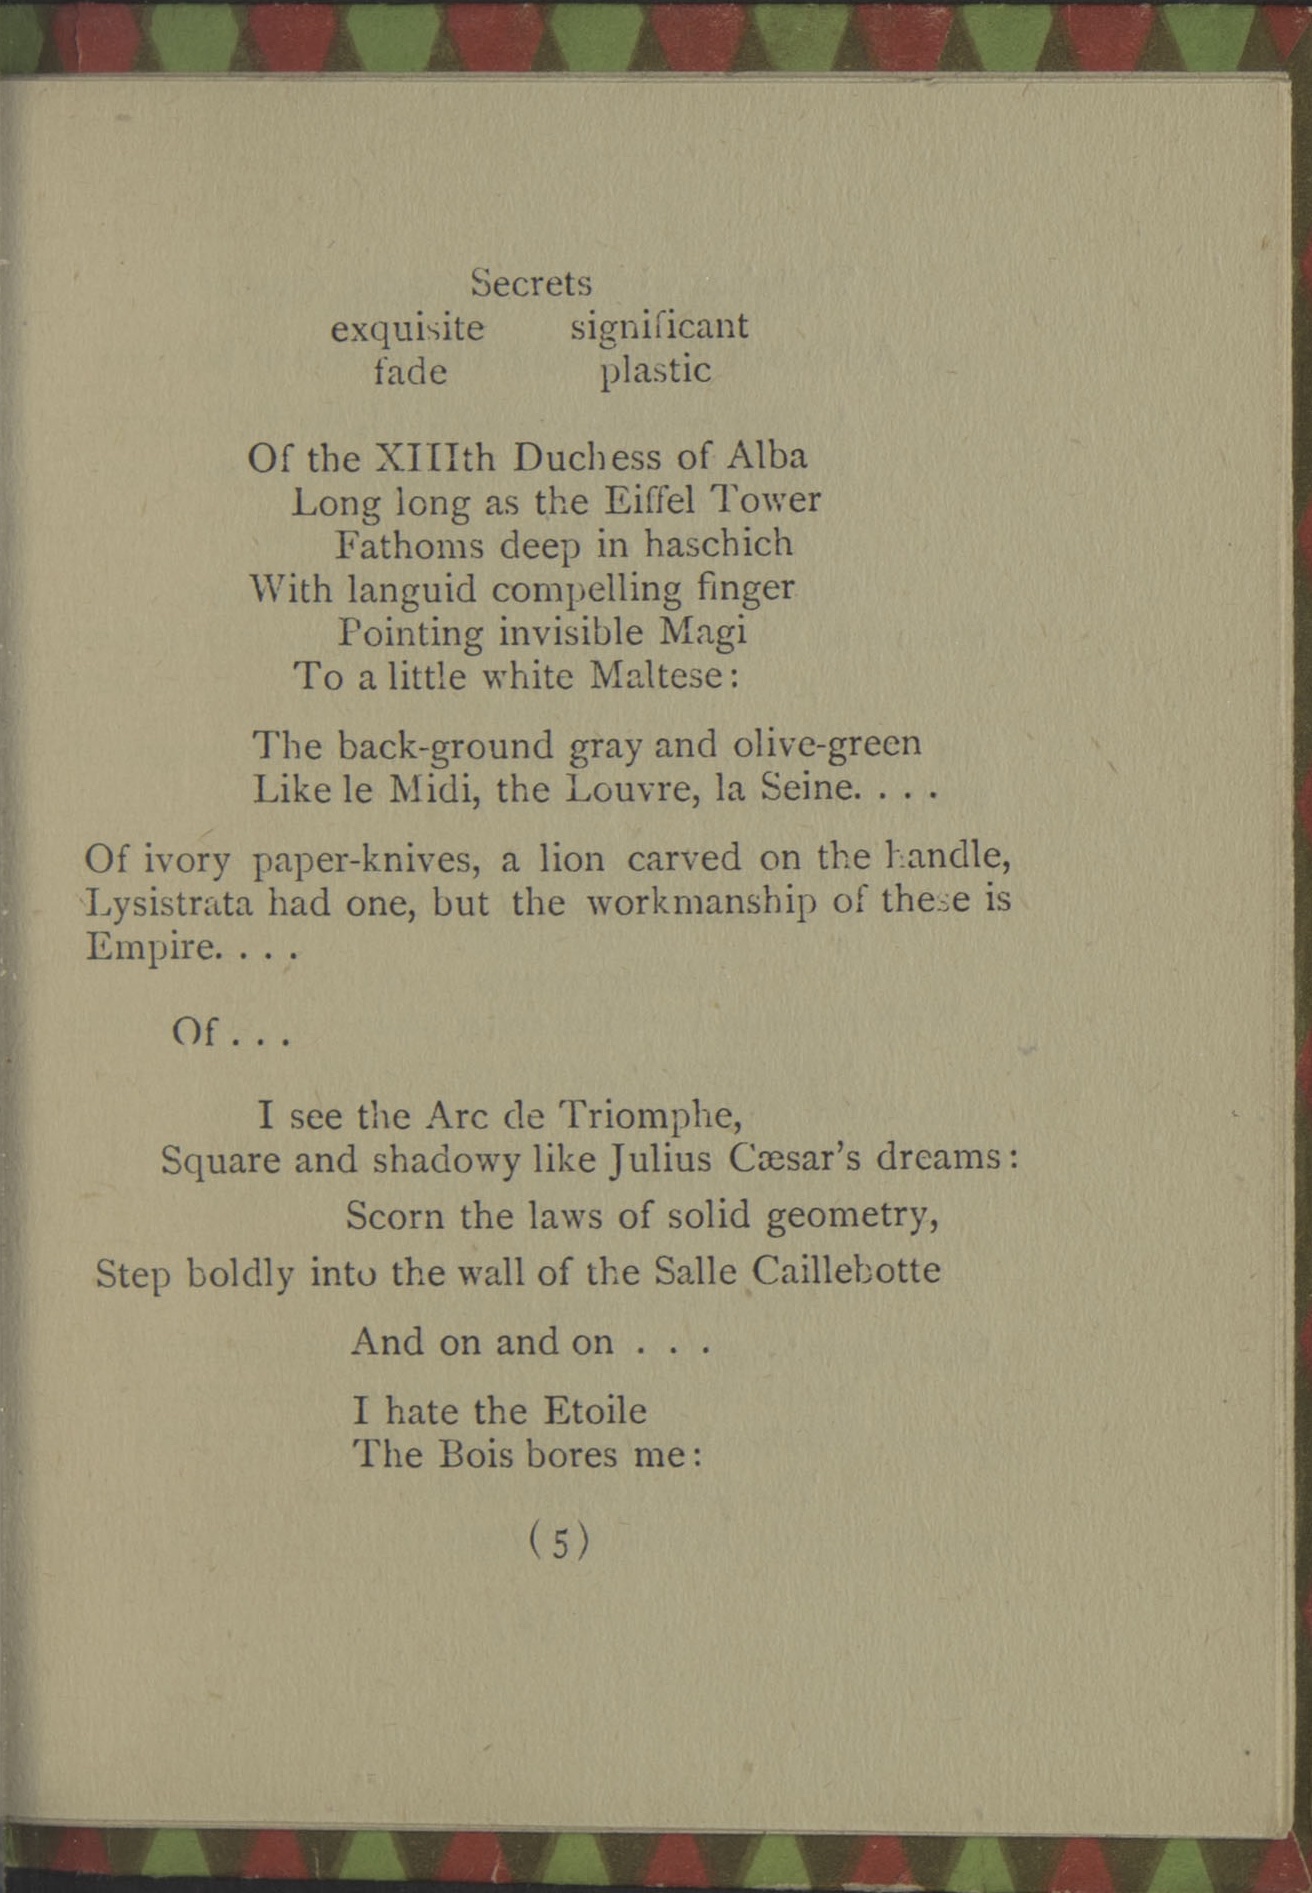 Secrets
exquisite significant
fade plastic
Of the XIIIth Duchess of Alba
Long long as the Eiffel Tower
Fathoms deep in haschich
With languid compelling finger
Pointing invisible Magi
To a little white Maltese:
The back-ground gray and olive-green
Like le Midi, the Louvre, la Seine. . . .
Of ivory paper-knives, a lion carved on the handle,
Lysistrata had one, but the workmanship of these is
Empire. . . .
Of . . .
I see the Arc de Triomphe,
Square and shadowy like Julius Cæsar's dreams:
Scorn the laws of solid geometry,
Step boldly into the wall of the Salle Caillebotte
And on and on . . .
I hate the Etoile
The Bois bores me:
(5)